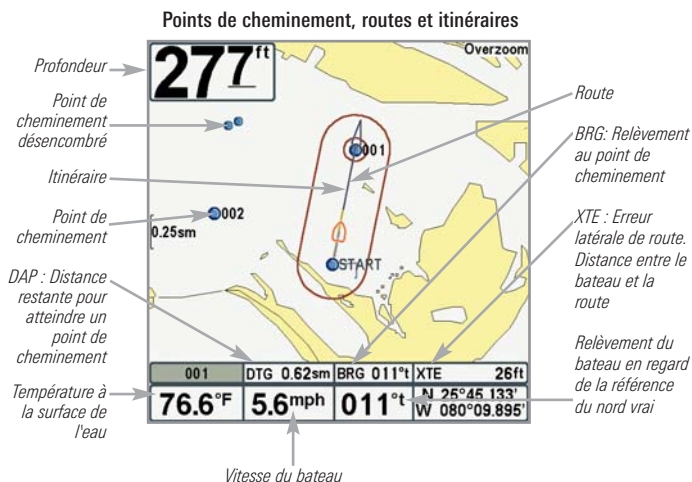 Points de cheminement, routes et itinéraires
Profondeur
Point de
cheminement
désencombré
Itinéraire
Point de
cheminement
DAP : Distance
restante pour
atteindre un
point de
cheminement
Température à
la surface de
l'eau
277ft
Overzoom
001
002
0.25sm
START
001
DTG 0.62sm
BRG 011°t
XTE 26ft
76.6°F
5.6mph
011°t
N 25°45.133'
W 080°09.895'
Route
BRG: Relèvement
au point de
cheminement
XTE : Erreur
latérale de route.
Distance entre le
bateau et la
route
Relèvement du
bateau en regard
de la référence
du nord vrai
Vitesse du bateau